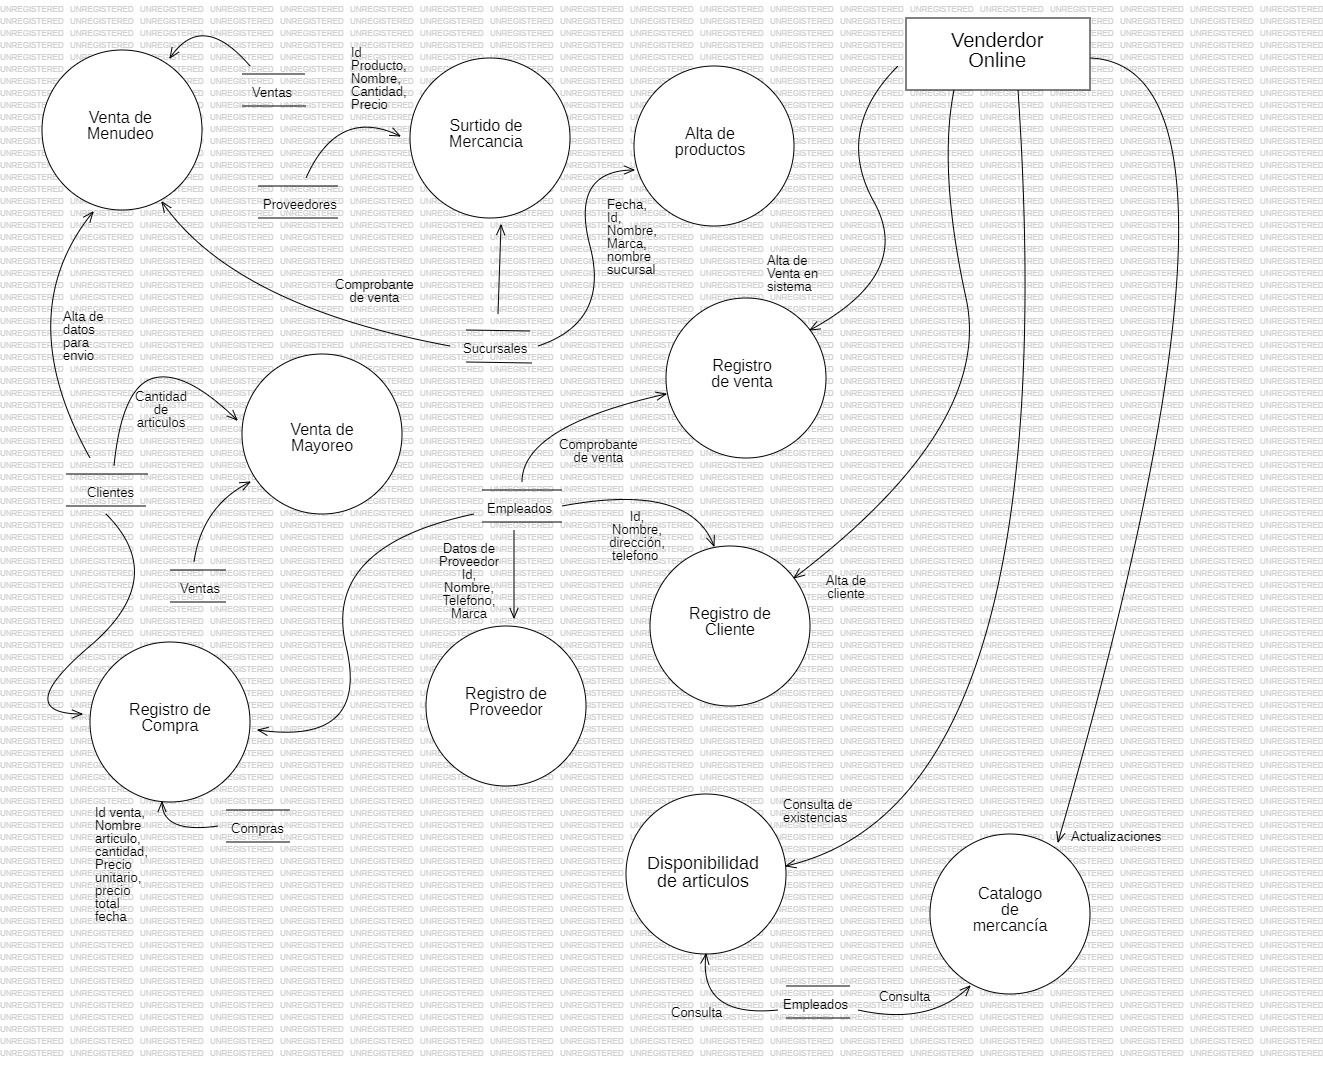 Venderdor
Online
Venta de
Menudeo
Ventas
Id
Producto,
Nombre,
Cantidad,
Precio
Surtido de
Mercancia
Alta de
productos
Proveedores
Fecha,
Id,
Nombre,
Marca,
nombre
sucursal
Alta de
Venta en
sistema
Comprobante
de venta
Sucursales
Alta de
datos
para
envio
Registro
de venta
Cantidad
de
articulos
Venta de
Mayoreo
Comprobante
de venta
Clientes
Empleados
Id,
Nombre,
dirección,
telefono
Datos de
Proveedor
Id,
Nombre,
Telefono,
Marca
Ventas
Alta de
cliente
Registro de
Cliente
Registro de
Compra
Registro de
Proveedor
Id venta,
Nombre
articulo,
cantidad,
Precio
unitario,
precio
total
fecha
Compras
Consulta de
existencias
Actualizaciones
Disponibilidad
de articulos
Catalogo
de
mercancía
Consulta
Empleados
Consulta
UNREGISTERED